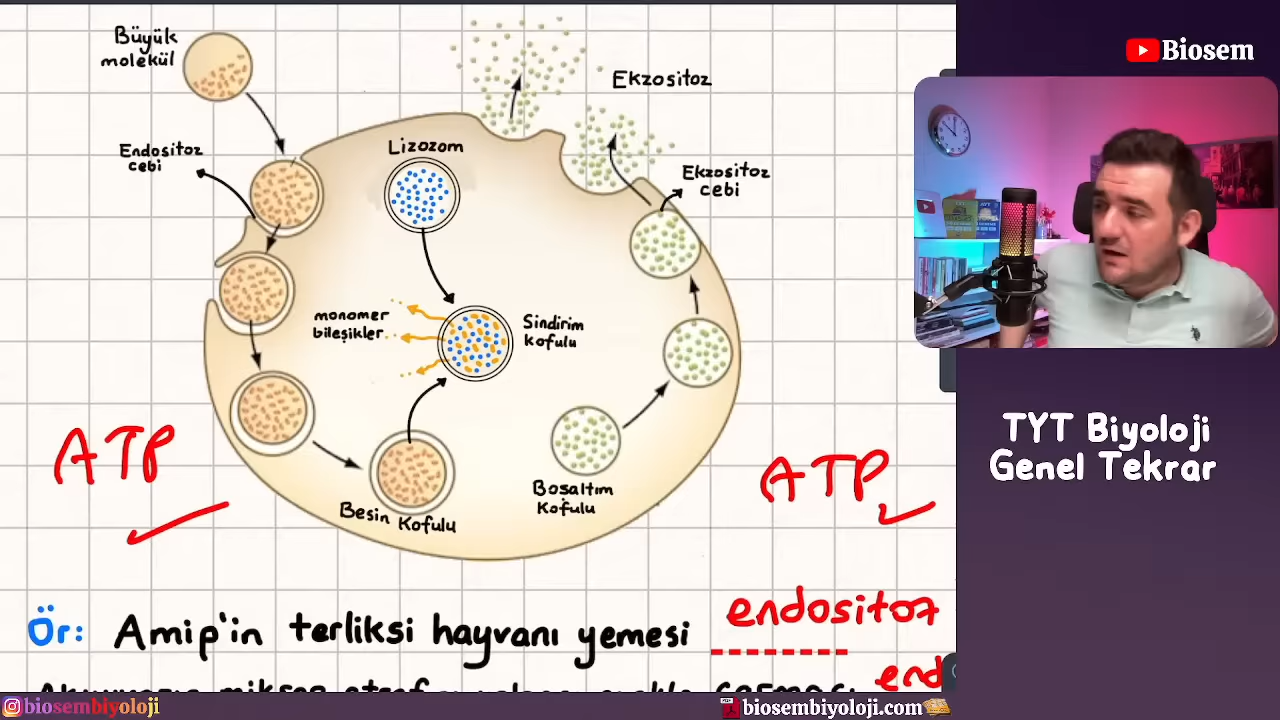 Büyük
molekül
Endositoz
cebi
Lizozom
Ekzositoz
Ekzositoz
cebi
monomer
bileşikler
Sindirim
kofulu
Besin Kofulu
Boşaltım
Kofulu
ATP
ATP
Ör: Amip'in terliksi hayvanı yemesi endositoz
end
Biosem
TYT Biyoloji
Genel Tekrar
biosembiyoloji
biosembiyoloji.com